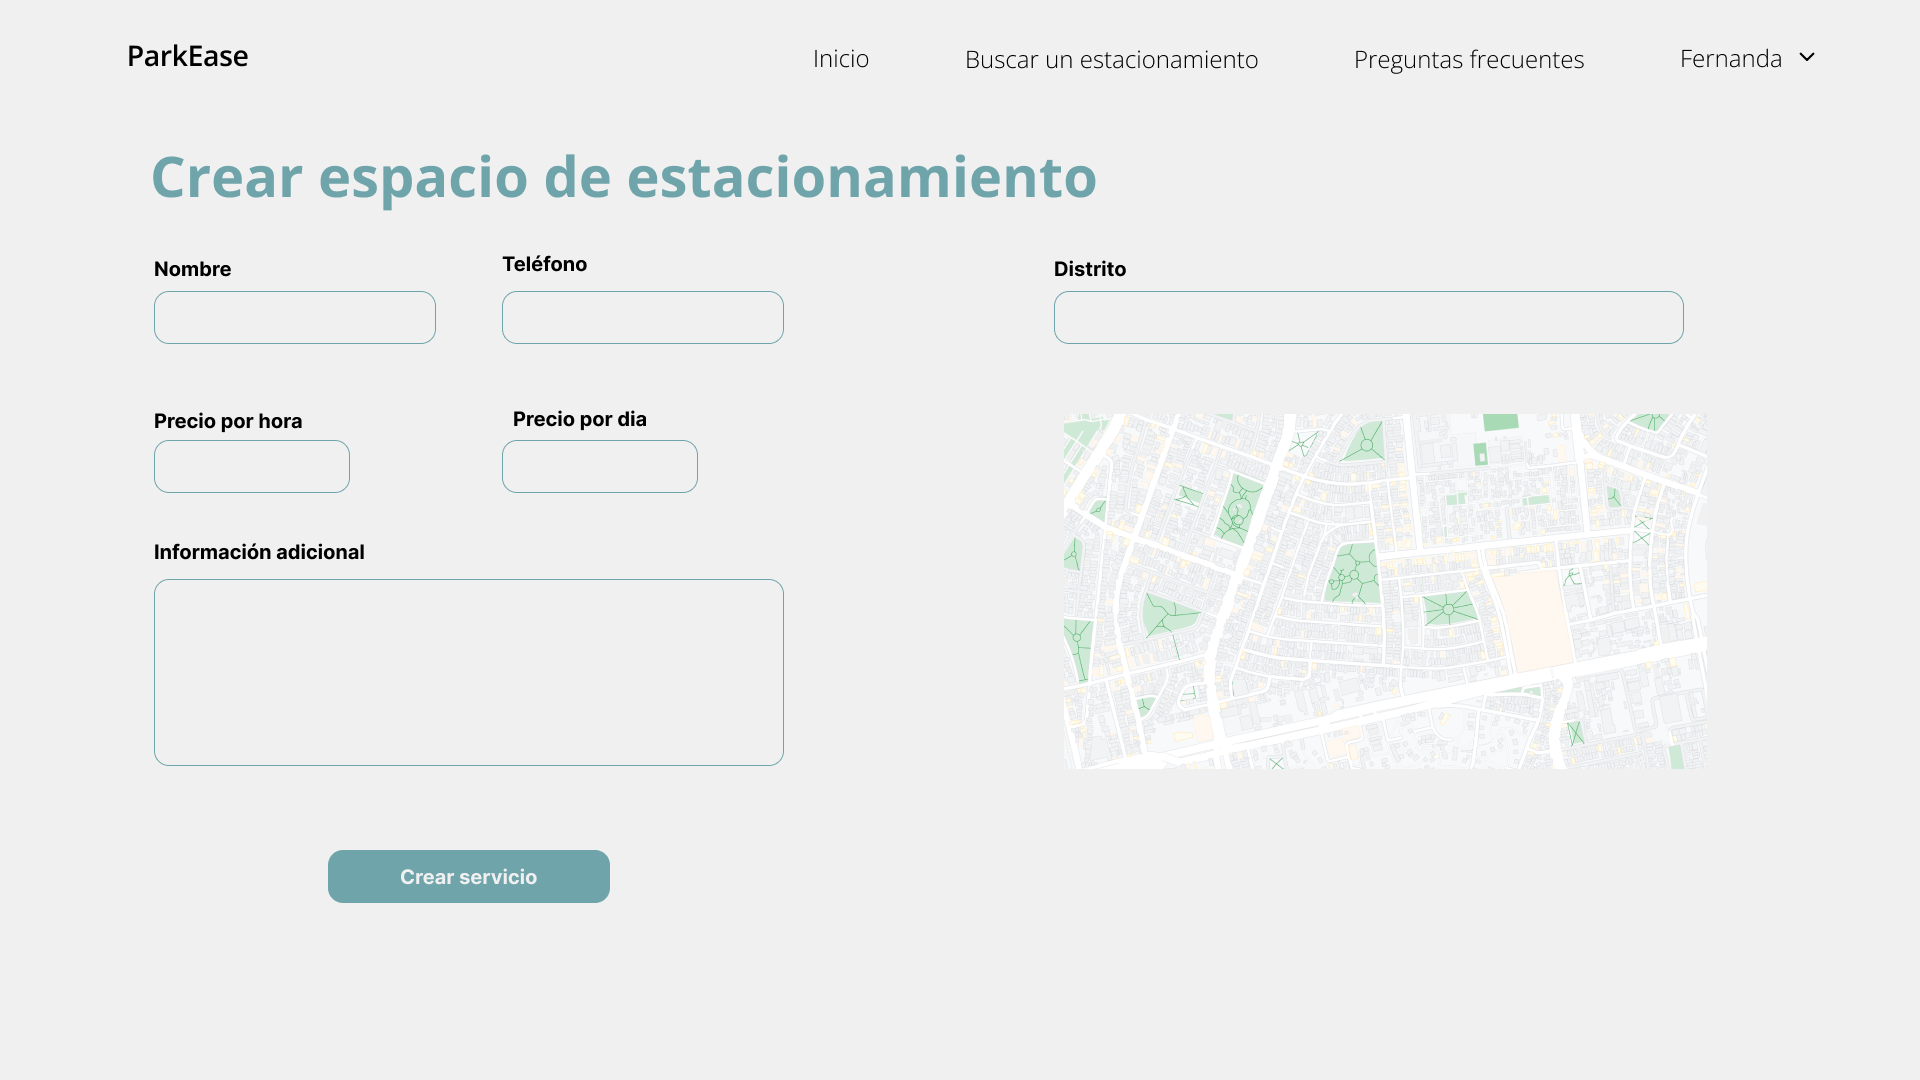 ParkEase
Inicio
Buscar un estacionamiento
Preguntas frecuentes
Fernanda
Crear espacio de estacionamiento
Nombre
Teléfono
Distrito
Precio por hora
Precio por dia
Información adicional
Crear servicio